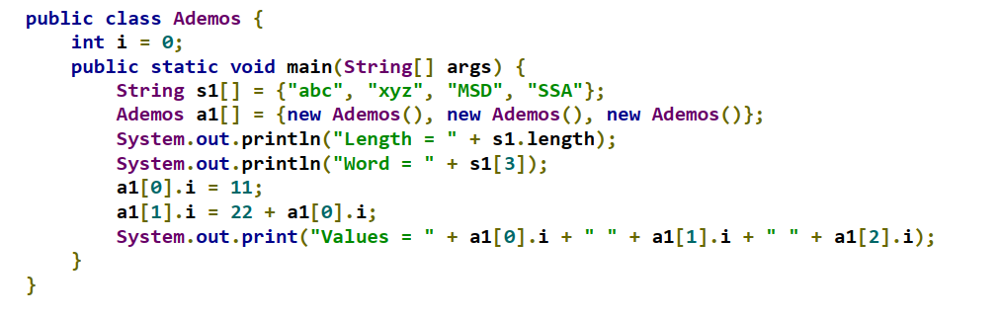 public class Ademos {
    int i = 0;
    public static void main(String[] args) {
        String s1[] = {"abc", "xyz", "MSD", "SSA"};
        Ademos a1[] = {new Ademos(), new Ademos(), new Ademos()};
        System.out.println("Length = " + s1.length);
        System.out.println("Word = " + s1[3]);
        a1[0].i = 11;
        a1[1].i = 22 + a1[0].i;
        System.out.print("Values = " + a1[0].i + " " + a1[1].i + " " + a1[2].i);
    }
}